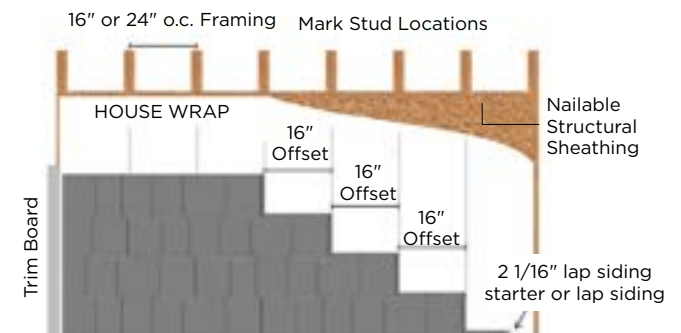 16" or 24" o.c. Framing
Mark Stud Locations
HOUSE WRAP
16"
Offset
16"
Offset
16"
Offset
Nailable
Structural
Sheathing
Trim Board
2 1/16" lap siding
starter or lap siding